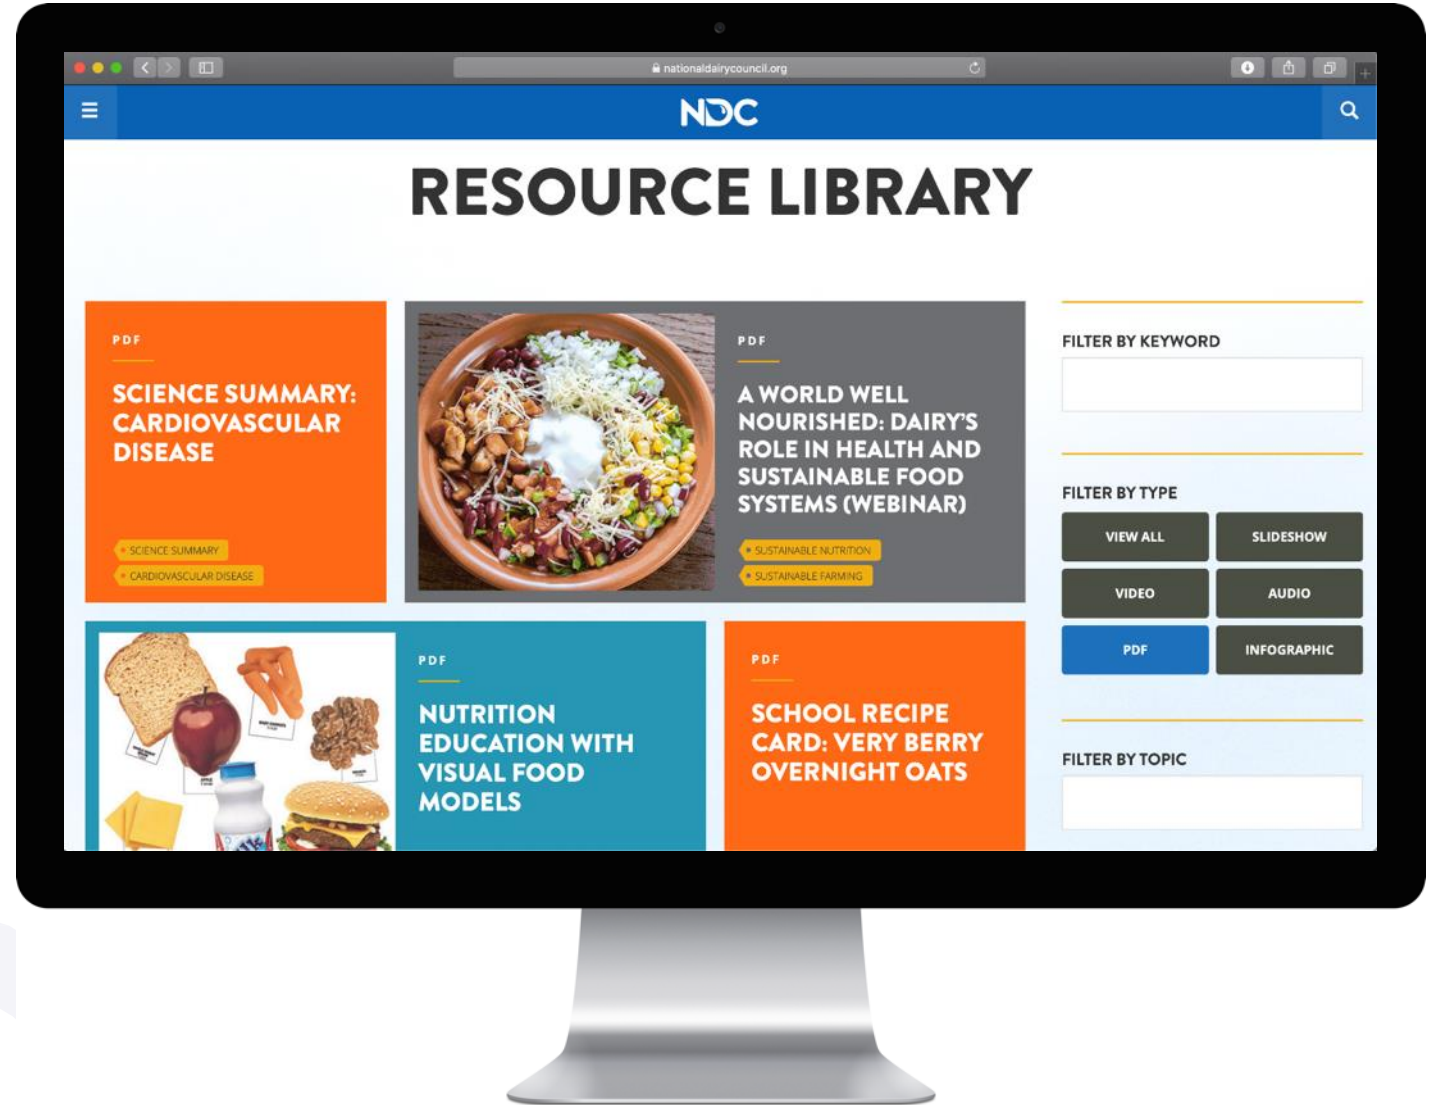 nationaldairycouncil.org
NDC
RESOURCE LIBRARY
PDF
SCIENCE SUMMARY:
CARDIOVASCULAR
DISEASE
SCIENCE SUMMARY
CARDIOVASCULAR DISEASE
PDF
A WORLD WELL
NOURISHED: DAIRY'S
ROLE IN HEALTH AND
SUSTAINABLE FOOD
SYSTEMS (WEBINAR)
SUSTAINABLE NUTRITION
SUSTAINABLE FARMING
PDF
NUTRITION
EDUCATION WITH
VISUAL FOOD
MODELS
PDF
SCHOOL RECIPE
CARD: VERY BERRY
OVERNIGHT OATS
FILTER BY KEYWORD
FILTER BY TYPE
VIEW ALL
SLIDESHOW
VIDEO
AUDIO
PDF
INFOGRAPHIC
FILTER BY TOPIC